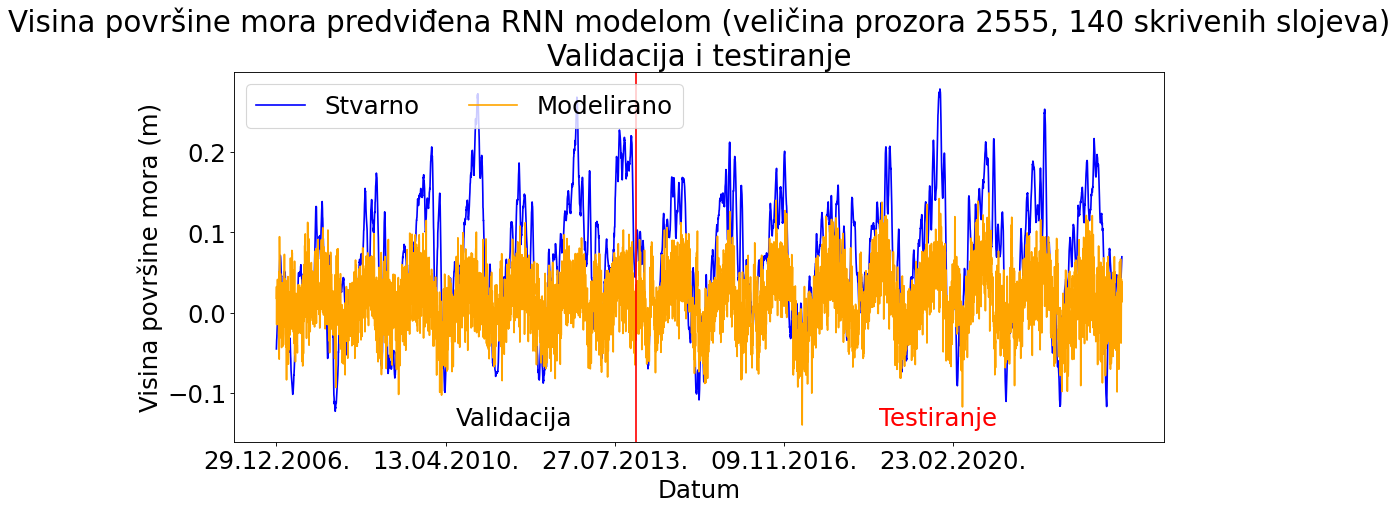 Visina površine mora predviđena RNN modelom (veličina prozora 2555, 140 skrivenih slojeva)
Validacija i testiranje
Stvarno
Modelirano
Visina površine mora (m)
0.2
0.1
0.0
−0.1
Validacija
Testiranje
29.12.2006.
13.04.2010.
27.07.2013.
09.11.2016.
23.02.2020.
Datum